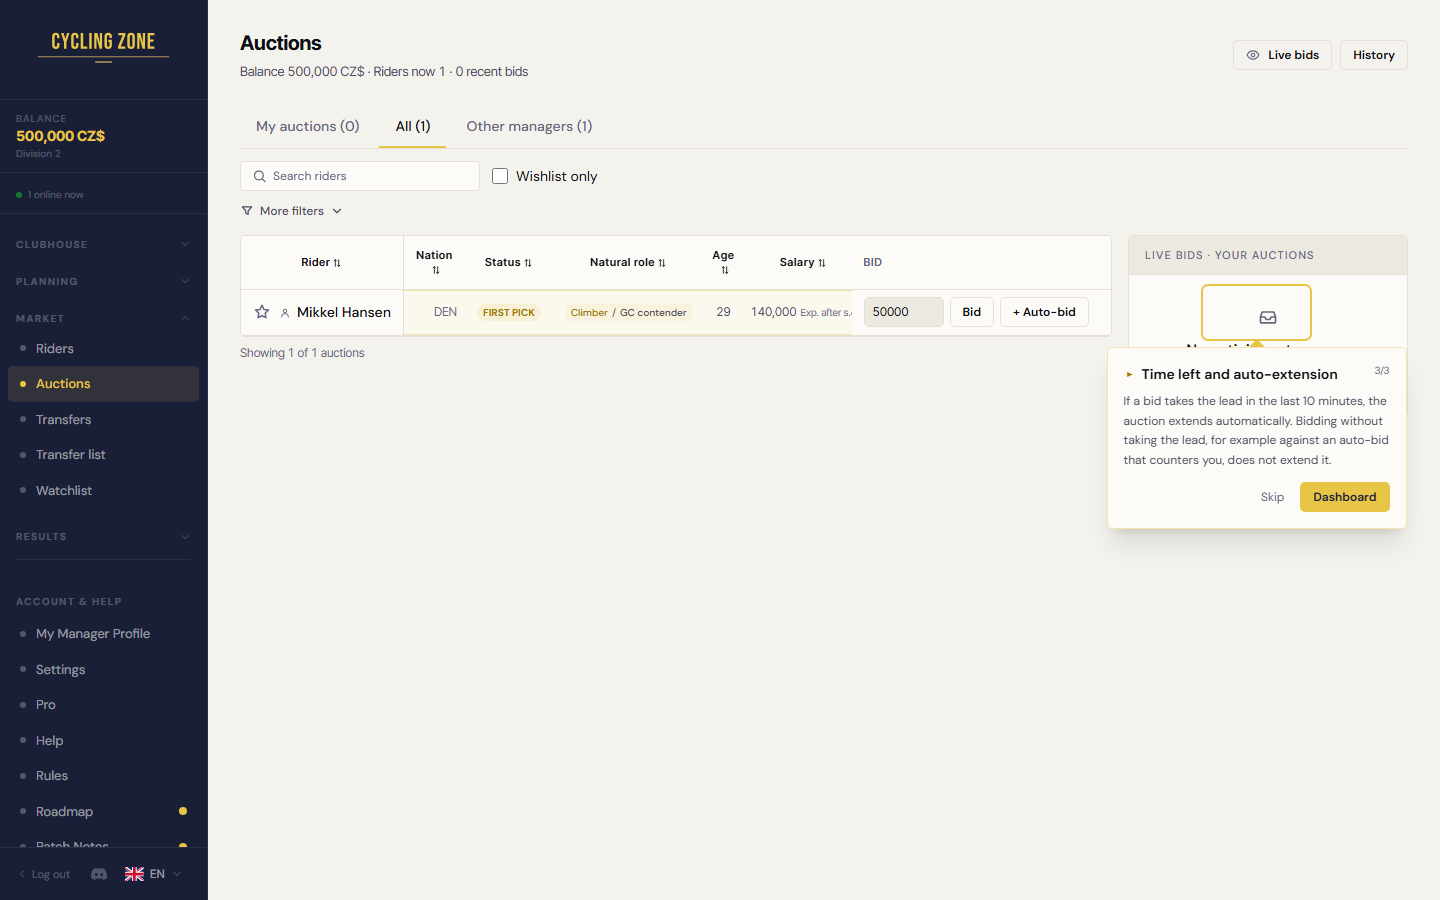 CYCLING ZONE
BALANCE
500,000 CZ$
Division 2
1 online now
CLUBHOUSE
PLANNING
MARKET
Riders
Auctions
Transfers
Transfer list
Watchlist
RESULTS
ACCOUNT & HELP
My Manager Profile
Settings
Pro
Help
Rules
Roadmap
Patch Notes
Log out
EN
Auctions
Balance 500,000 CZ$ · Riders now 1 · 0 recent bids
Live bids
History
My auctions (0)
All (1)
Other managers (1)
Search riders
Wishlist only
More filters
Rider
Nation
Status
Natural role
Age
Salary
BID
Mikkel Hansen
DEN
FIRST PICK
Climber / GC contender
29
140,000 Exp. after s.
50000
Bid
+ Auto-bid
Showing 1 of 1 auctions
LIVE BIDS · YOUR AUCTIONS
Time left and auto-extension
3/3
If a bid takes the lead in the last 10 minutes, the
auction extends automatically. Bidding without
taking the lead, for example against an auto-bid
that counters you, does not extend it.
Skip
Dashboard